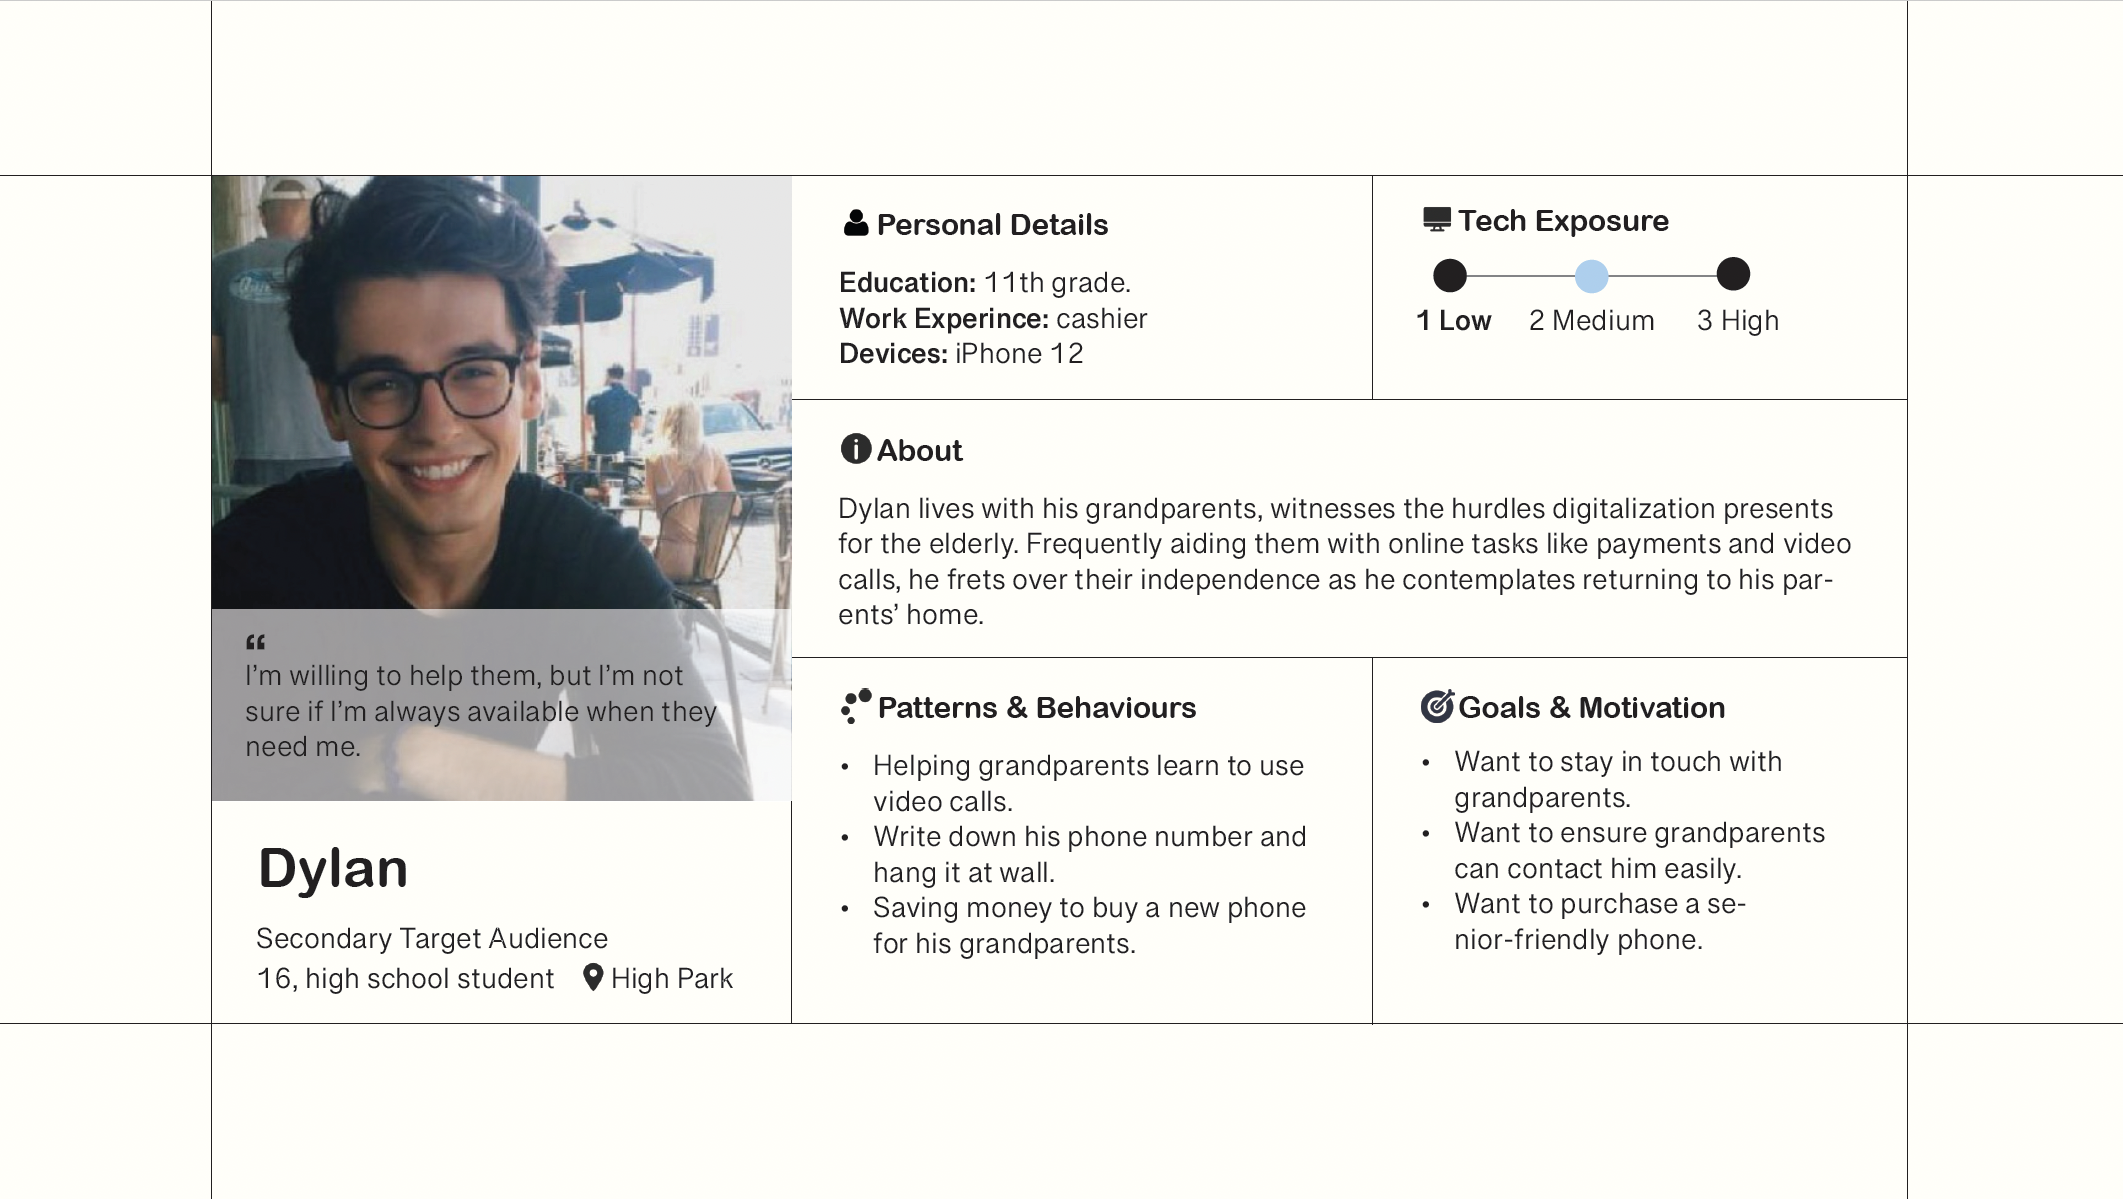 “
I’m willing to help them, but I’m not
sure if I’m always available when they
need me.
Dylan
Secondary Target Audience
16, high school student High Park
Personal Details
Education: 11th grade.
Work Experince: cashier
Devices: iPhone 12
Tech Exposure
1 Low 2 Medium 3 High
About
Dylan lives with his grandparents, witnesses the hurdles digitalization presents
for the elderly. Frequently aiding them with online tasks like payments and video
calls, he frets over their independence as he contemplates returning to his par-
ents’ home.
Patterns & Behaviours
• Helping grandparents learn to use
video calls.
• Write down his phone number and
hang it at wall.
• Saving money to buy a new phone
for his grandparents.
Goals & Motivation
• Want to stay in touch with
grandparents.
• Want to ensure grandparents
can contact him easily.
• Want to purchase a se-
nior-friendly phone.